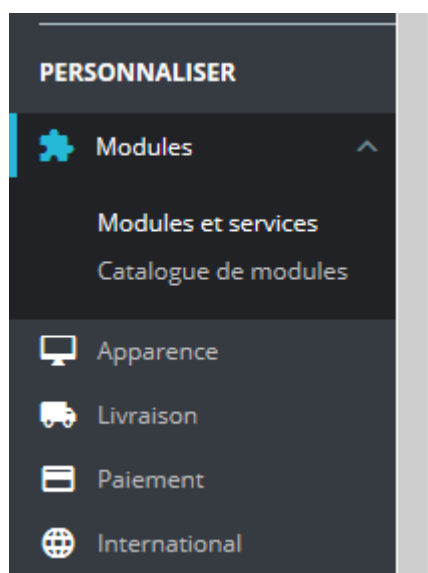 PERSONNALISER
Modules
Modules et services
Catalogue de modules
Apparence
Livraison
Paiement
International